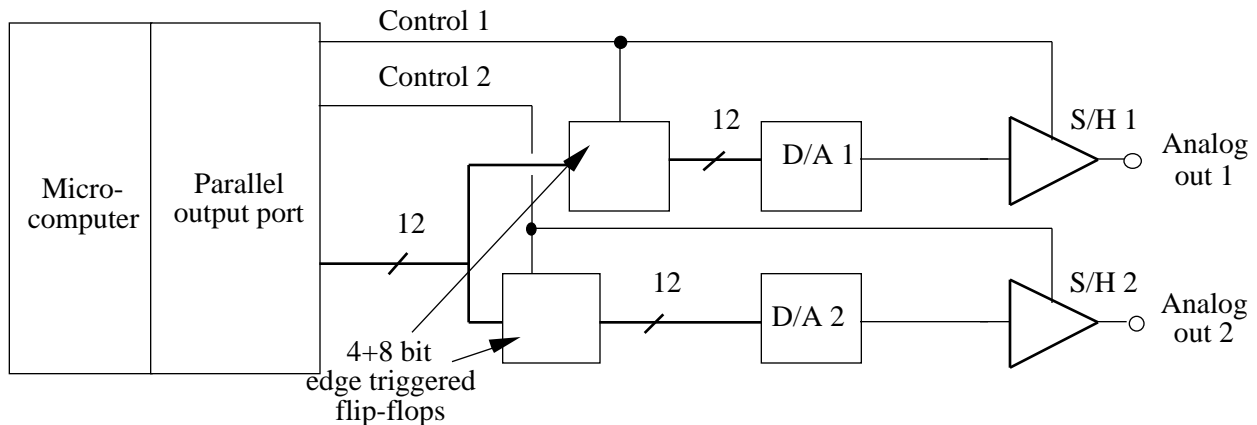 Control 1
Control 2
12
S/H 1
D/A 1
Analog
out 1
Micro-
computer
Parallel
output port
12
12
S/H 2
D/A 2
Analog
out 2
4+8 bit
edge triggered
flip-flops